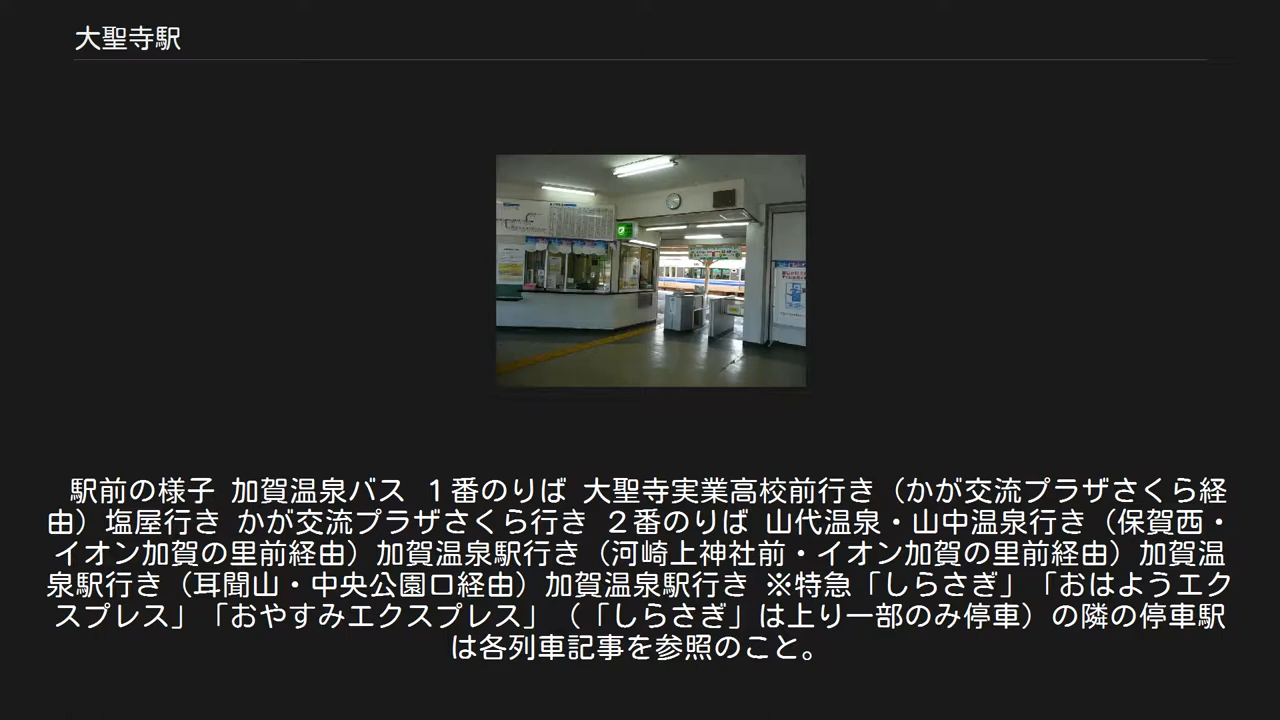 大聖寺駅
駅前の様子 加賀温泉バス １番のりば 大聖寺実業高校前行き（かが交流プラザさくら経
由）塩屋行き かが交流プラザさくら行き ２番のりば 山代温泉・山中温泉行き（保賀西・
イオン加賀の里前経由）加賀温泉駅行き（河崎上神社前・イオン加賀の里前経由）加賀温
泉駅行き（耳聞山・中央公園口経由）加賀温泉駅行き ※特急「しらさぎ」「おはようエク
スプレス」「おやすみエクスプレス」（「しらさぎ」は上り一部のみ停車）の隣の停車駅
は各列車記事を参照のこと。